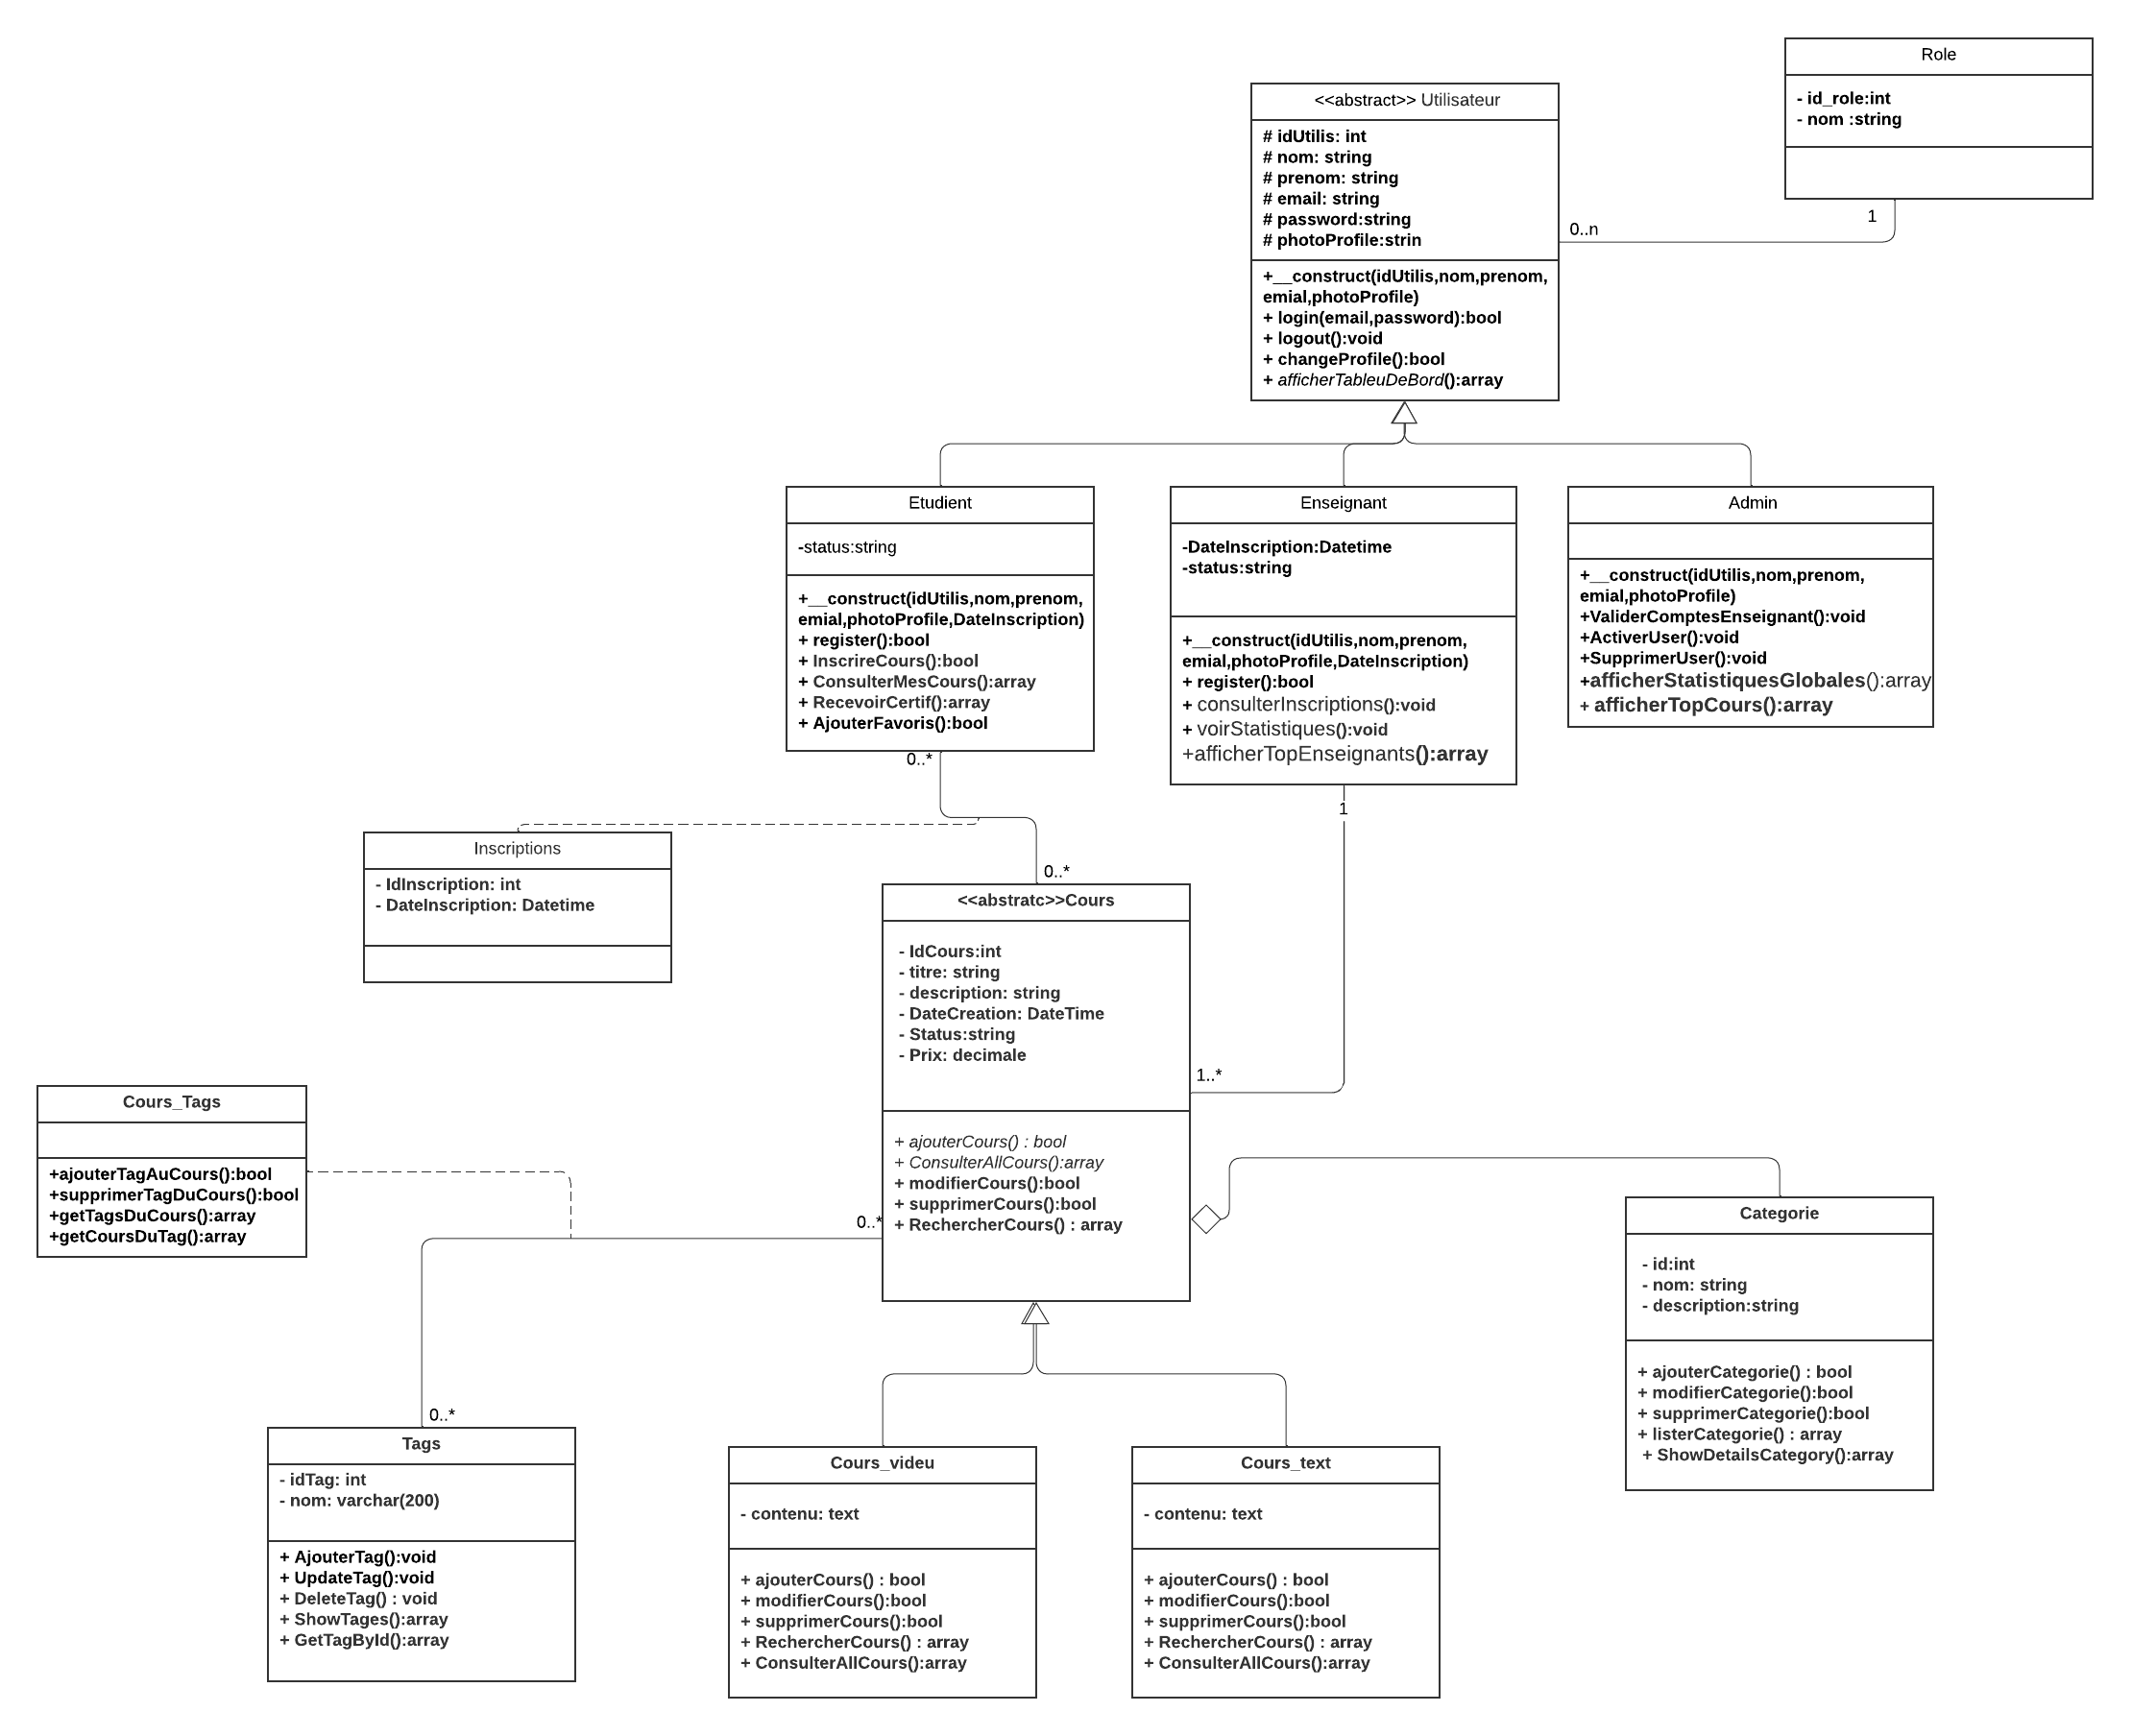 Role
- id_role:int
- nom :string
1
<<abstract>> Utilisateur
# idUtilis: int
# nom: string
# prenom: string
# email: string
# password:string
# photoProfile:strin
+__construct(idUtilis,nom,prenom,
emial,photoProfile)
+ login(email,password):bool
+ logout():void
+ changeProfile():bool
+ afficherTableuDeBord():array
0..n
Etudient
-status:string
+__construct(idUtilis,nom,prenom,
emial,photoProfile,DateInscription)
+ register():bool
+ InscrireCours():bool
+ ConsulterMesCours():array
+ RecevoirCertif():array
+ AjouterFavoris():bool
0..*
Enseignant
-DateInscription:Datetime
-status:string
+__construct(idUtilis,nom,prenom,
emial,photoProfile,DateInscription)
+ register():bool
+ consulterInscriptions():void
+ voirStatistiques():void
+afficherTopEnseignants():array
1
Admin
+__construct(idUtilis,nom,prenom,
emial,photoProfile)
+ValiderComptesEnseignant():void
+ActiverUser():void
+SupprimerUser():void
+afficherStatistiquesGlobales():array
+ afficherTopCours():array
Inscriptions
- IdInscription: int
- DateInscription: Datetime
0..*
<<abstratc>>Cours
- IdCours:int
- titre: string
- description: string
- DateCreation: DateTime
- Status:string
- Prix: decimale
+ ajouterCours() : bool
+ ConsulterAllCours():array
+ modifierCours():bool
+ supprimerCours():bool
+ RechercherCours() : array
1..*
0..*
Cours_Tags
+ajouterTagAuCours():bool
+supprimerTagDuCours():bool
+getTagsDuCours():array
+getCoursDuTag():array
Categorie
- id:int
- nom: string
- description:string
+ ajouterCategorie() : bool
+ modifierCategorie():bool
+ supprimerCategorie():bool
+ listerCategorie() : array
+ ShowDetailsCategory():array
0..*
Tags
- idTag: int
- nom: varchar(200)
+ AjouterTag():void
+ UpdateTag():void
+ DeleteTag() : void
+ ShowTages():array
+ GetTagById():array
Cours_videu
- contenu: text
+ ajouterCours() : bool
+ modifierCours():bool
+ supprimerCours():bool
+ RechercherCours() : array
+ ConsulterAllCours():array
Cours_text
- contenu: text
+ ajouterCours() : bool
+ modifierCours():bool
+ supprimerCours():bool
+ RechercherCours() : array
+ ConsulterAllCours():array